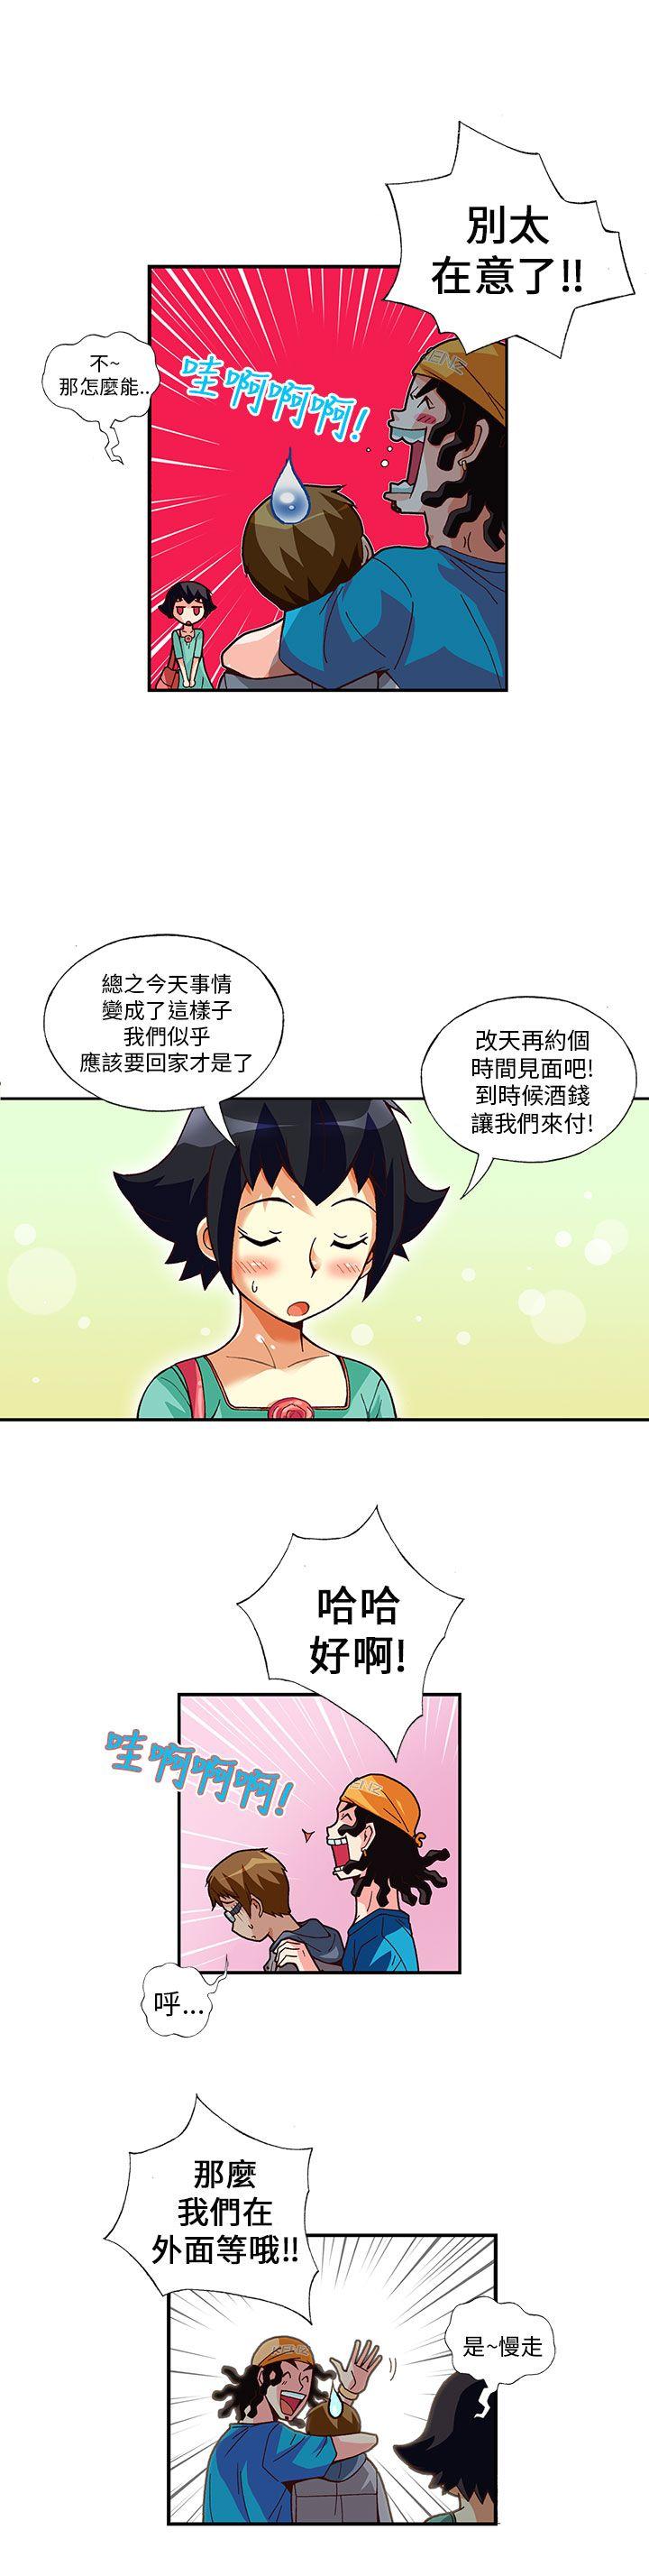 別太
在意了!!
不~
那怎麼能..
哇啊啊啊!
KENZ
總之今天事情
變成了這樣子
我們似乎
應該要回家才是了
改天再約個
時間見面吧!
到時候酒錢
讓我們來付!
哈哈
好啊!
哇啊啊啊!
KENZ
呼...
那麼
我們在
外面等哦!!
KENZ
是~慢走